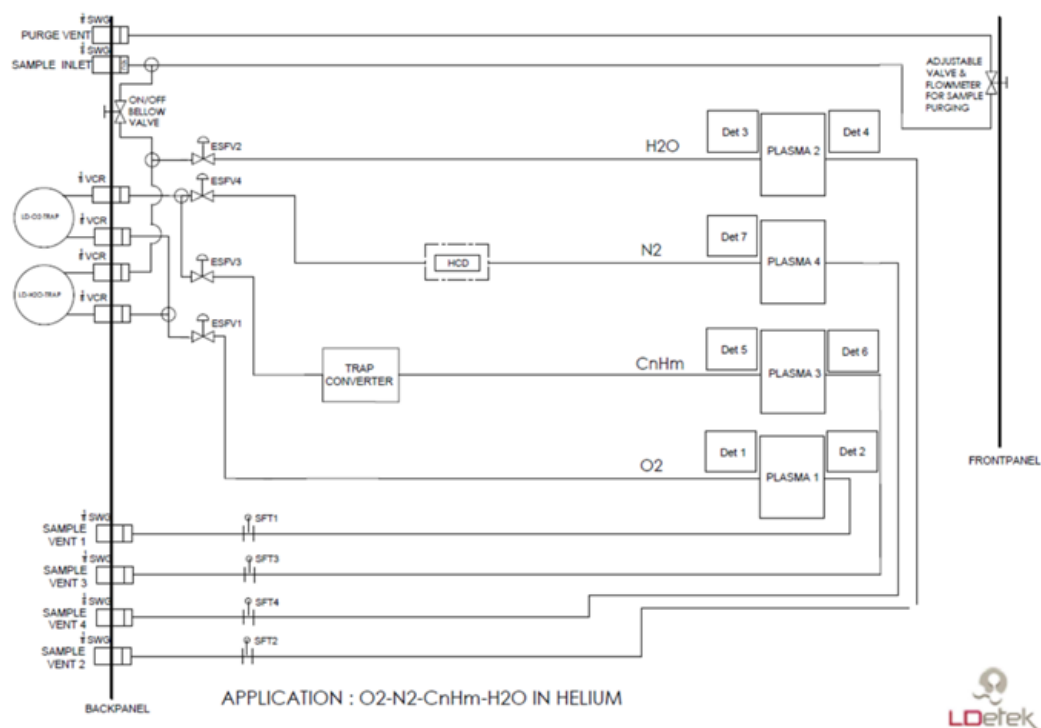 SWG
PURGE VENT
SWG
SAMPLE INLET
ON/OFF
BELLOW
VALVE
ADJUSTABLE
VALVE &
FLOWMETER
FOR SAMPLE
PURGING
ESFV2
H2O
Det 3
PLASMA 2
Det 4
VCR
ESFV4
LD-O2-TRAP
VCR
N2
Det 7
PLASMA 4
HCD
VCR
ESFV3
LD-H2O-TRAP
VCR
ESFV1
TRAP
CONVERTER
CnHm
Det 5
PLASMA 3
Det 6
O2
Det 1
PLASMA 1
Det 2
FRONTPANEL
SWG
SAMPLE
VENT 1
SFT1
SWG
SAMPLE
VENT 3
SFT3
SWG
SAMPLE
VENT 4
SFT4
SWG
SAMPLE
VENT 2
SFT2
BACKPANEL
APPLICATION : O2-N2-CnHm-H2O IN HELIUM
LDetek